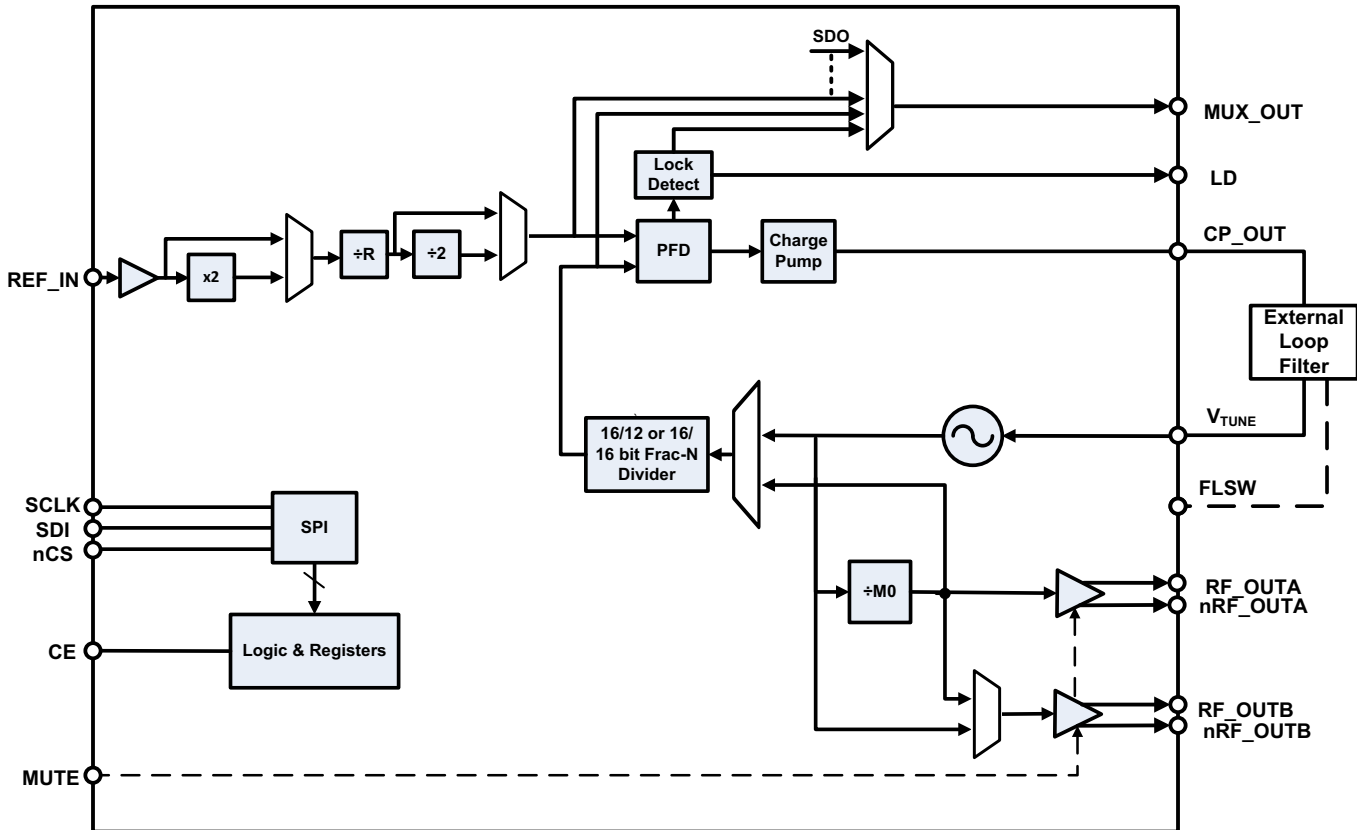 SDO
MUX_OUT
Lock
Detect
LD
PFD
Charge
Pump
CP_OUT
REF_IN
x2
÷R
÷2
External
Loop
Filter
16/12 or 16/
16 bit Frac-N
Divider
VTUNE
FLSW
SCLK
SDI
nCS
SPI
÷M0
RF_OUTA
nRF_OUTA
CE
Logic & Registers
RF_OUTB
nRF_OUTB
MUTE